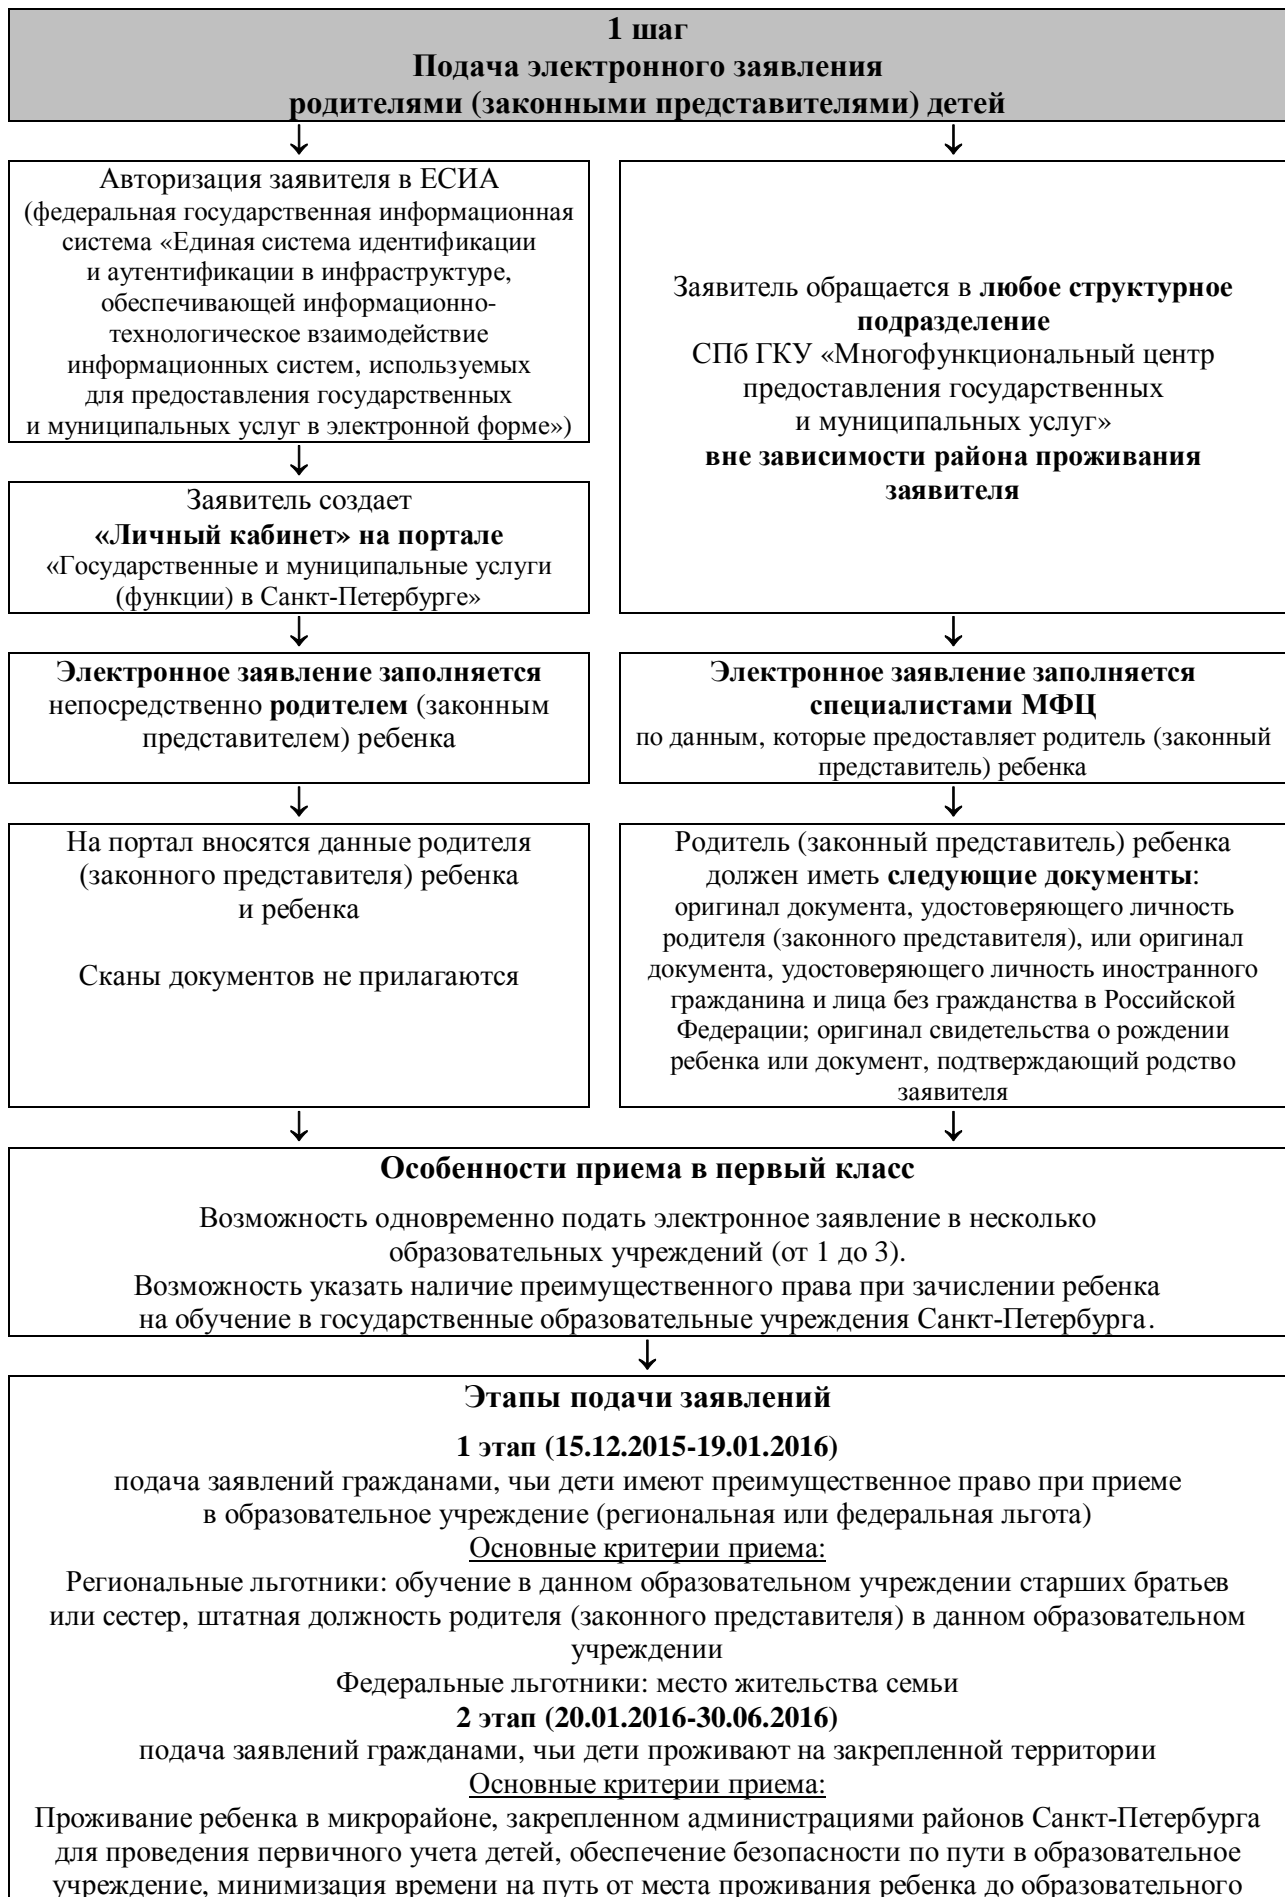 1 шаг
Подача электронного заявления
родителями (законными представителями) детей
Авторизация заявителя в ЕСИА
(федеральная государственная информационная
система «Единая система идентификации
и аутентификации в инфраструктуре,
обеспечивающей информационно-
технологическое взаимодействие
информационных систем, используемых
для предоставления государственных
и муниципальных услуг в электронной форме»)
Заявитель создает
«Личный кабинет» на портале
«Государственные и муниципальные услуги
(функции) в Санкт-Петербурге»
Электронное заявление заполняется
непосредственно родителем (законным
представителем) ребенка
На портал вносятся данные родителя
(законного представителя) ребенка
и ребенка
Сканы документов не прилагаются
Заявитель обращается в любое структурное
подразделение
СПб ГКУ «Многофункциональный центр
предоставления государственных
и муниципальных услуг»
вне зависимости района проживания
заявителя
Электронное заявление заполняется
специалистами МФЦ
по данным, которые предоставляет родитель (законный
представитель) ребенка
Родитель (законный представитель) ребенка
должен иметь следующие документы:
оригинал документа, удостоверяющего личность
родителя (законного представителя), или оригинал
документа, удостоверяющего личность иностранного
гражданина и лица без гражданства в Российской
Федерации; оригинал свидетельства о рождении
ребенка или документ, подтверждающий родство
заявителя
Особенности приема в первый класс
Возможность одновременно подать электронное заявление в несколько
образовательных учреждений (от 1 до 3).
Возможность указать наличие преимущественного права при зачислении ребенка
на обучение в государственные образовательные учреждения Санкт-Петербурга.
Этапы подачи заявлений
1 этап (15.12.2015-19.01.2016)
подача заявлений гражданами, чьи дети имеют преимущественное право при приеме
в образовательное учреждение (региональная или федеральная льгота)
Основные критерии приема:
Региональные льготники: обучение в данном образовательном учреждении старших братьев
или сестер, штатная должность родителя (законного представителя) в данном образовательном
учреждении
Федеральные льготники: место жительства семьи
2 этап (20.01.2016-30.06.2016)
подача заявлений гражданами, чьи дети проживают на закрепленной территории
Основные критерии приема:
Проживание ребенка в микрорайоне, закрепленном администрациями районов Санкт-Петербурга
для проведения первичного учета детей, обеспечение безопасности по пути в образовательное
учреждение, минимизация времени на путь от места проживания ребенка до образовательного